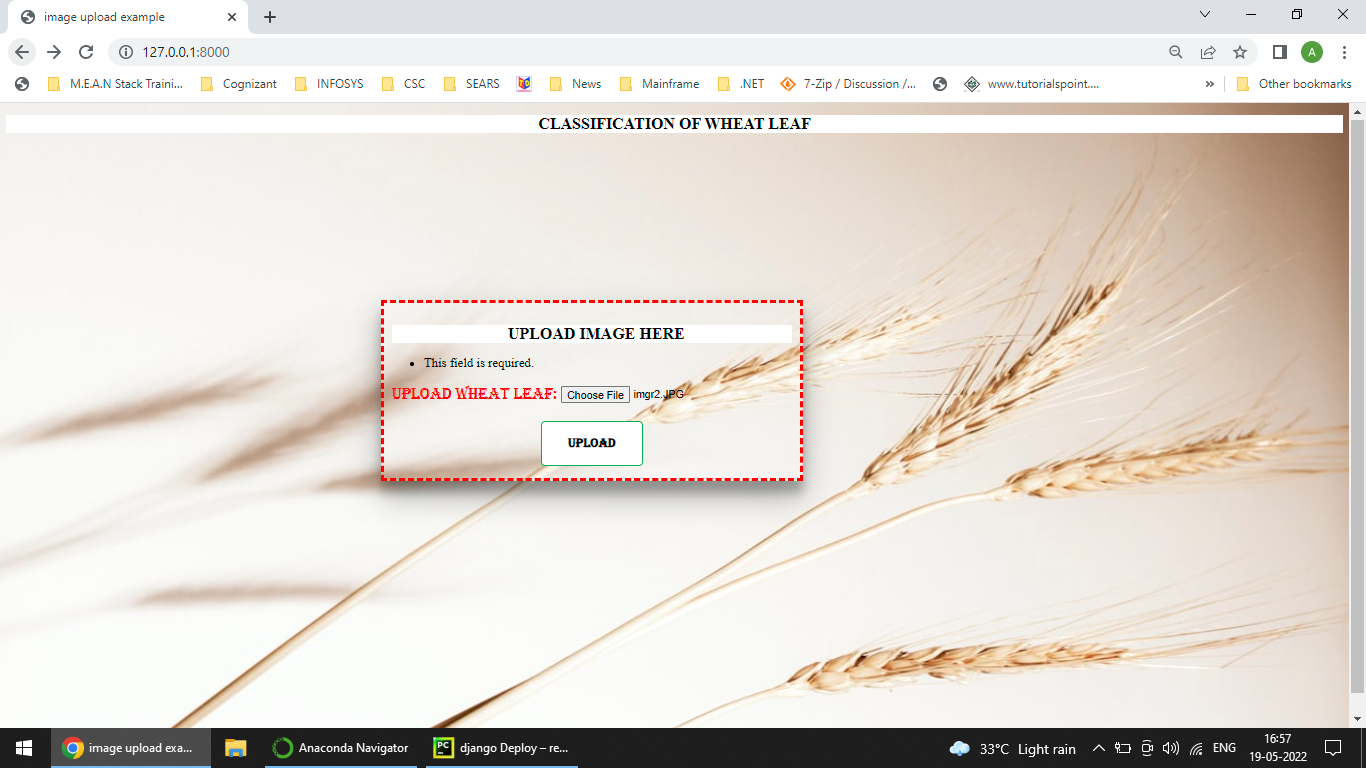 image upload example
127.0.0.1:8000
A
M.E.A.N Stack Traini...
Cognizant
INFOSYS
CSC
SEARS
News
Mainframe
.NET
7-Zip / Discussion /...
www.tutorialspoint....
»
Other bookmarks
CLASSIFICATION OF WHEAT LEAF
UPLOAD IMAGE HERE
• This field is required.
UPLOAD WHEAT LEAF: Choose File imgr2.JPG
UPLOAD
image upload exa...
Anaconda Navigator
PC
django Deploy – re...
33°C Light rain
ENG
16:57
19-05-2022